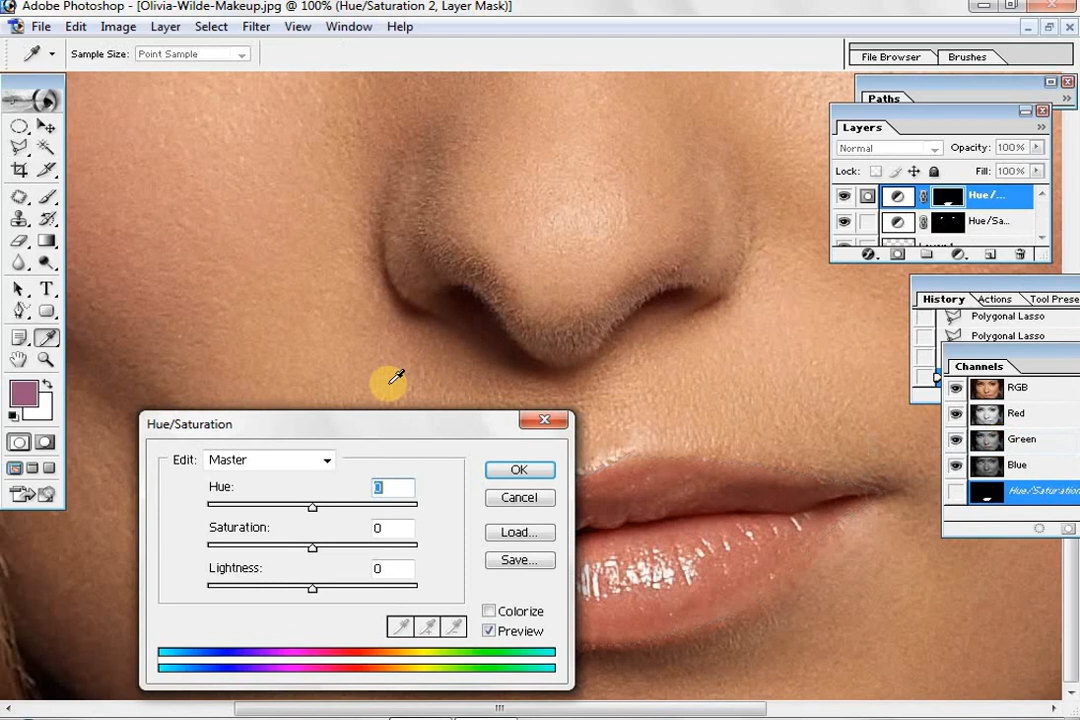 Adobe Photoshop - [Olivia-Wilde-Makeup.jpg @ 100% (Hue/Saturation 2, Layer Mask)]
File Edit Image Layer Select Filter View Window Help
Sample Size: Point Sample
File Browser Brushes
Paths
Layers
Normal Opacity: 100%
Lock: Fill: 100%
Hue/...
Hue/Sa...
History Actions Tool Prese
Polygonal Lasso
Polygonal Lasso
Channels
RGB
Red
Green
Blue
Hue/Saturation
Hue/Saturation
Edit: Master
Hue: 0
Saturation: 0
Lightness: 0
OK
Cancel
Load...
Save...
Colorize
Preview